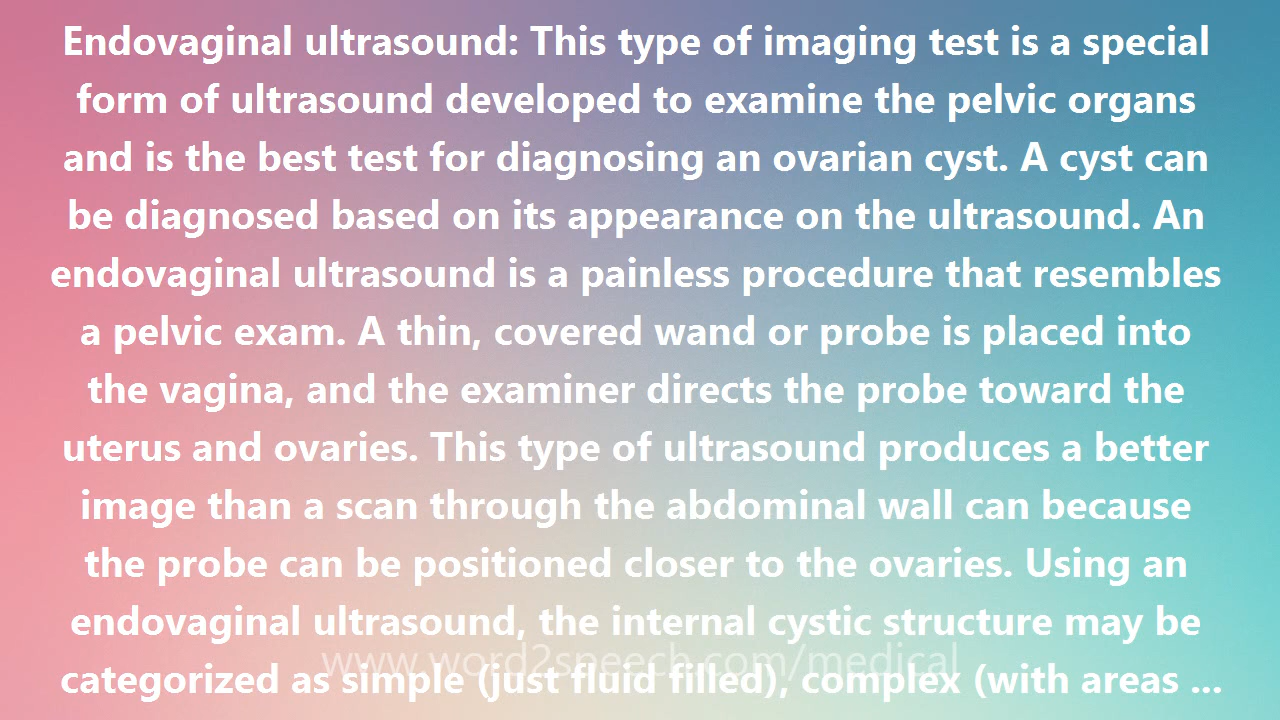 Endovaginal ultrasound: This type of imaging test is a special
form of ultrasound developed to examine the pelvic organs
and is the best test for diagnosing an ovarian cyst. A cyst can
be diagnosed based on its appearance on the ultrasound. An
endovaginal ultrasound is a painless procedure that resembles
a pelvic exam. A thin, covered wand or probe is placed into
the vagina, and the examiner directs the probe toward the
uterus and ovaries. This type of ultrasound produces a better
image than a scan through the abdominal wall can because
the probe can be positioned closer to the ovaries. Using an
endovaginal ultrasound, the internal cystic structure may be
www.word2speech.com/medical
categorized as simple (just fluid filled), complex (with areas ...